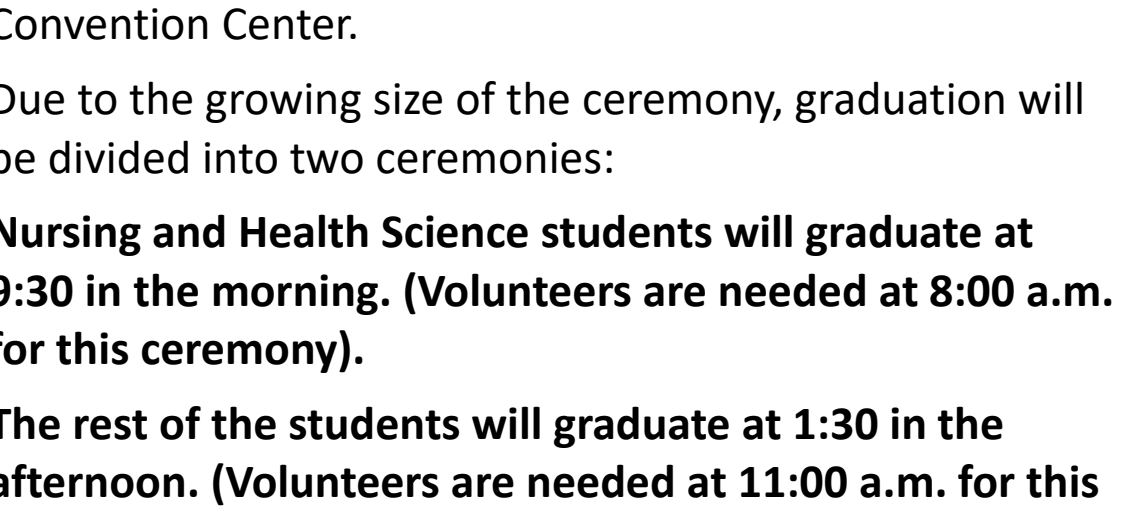 Convention Center.
Due to the growing size of the ceremony, graduation will
be divided into two ceremonies:
Nursing and Health Science students will graduate at
9:30 in the morning. (Volunteers are needed at 8:00 a.m.
for this ceremony).
The rest of the students will graduate at 1:30 in the
afternoon. (Volunteers are needed at 11:00 a.m. for this